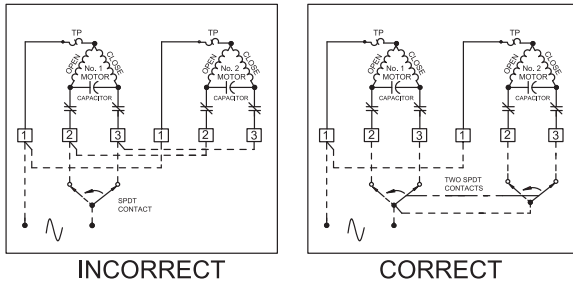 TP
TP
OPEN
CLOSE
No. 1
MOTOR
CAPACITOR
OPEN
CLOSE
No. 2
MOTOR
CAPACITOR
1
2
3
1
2
3
SPDT
CONTACT
INCORRECT
TP
TP
OPEN
CLOSE
No. 1
MOTOR
CAPACITOR
OPEN
CLOSE
No. 2
MOTOR
CAPACITOR
1
2
3
1
2
3
TWO SPDT
CONTACTS
CORRECT